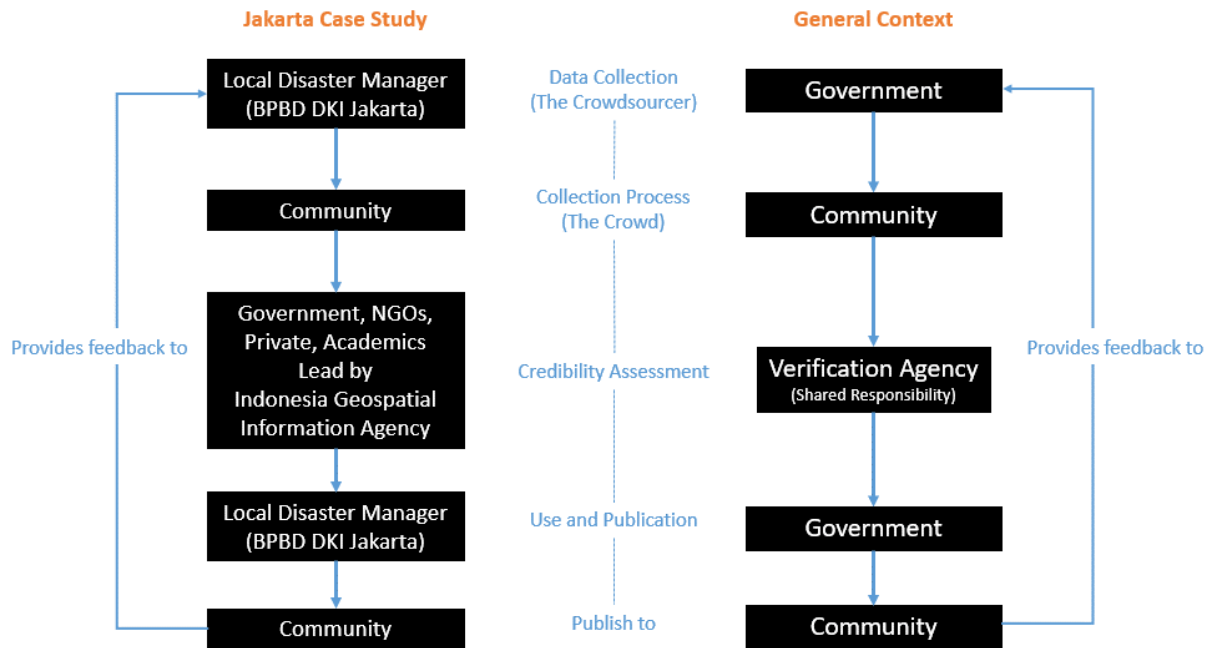 Jakarta Case Study
General Context
Local Disaster Manager
(BPBD DKI Jakarta)
Data Collection
(The Crowdsourcer)
Government
Community
Collection Process
(The Crowd)
Community
Provides feedback to
Government, NGOs,
Private, Academics
Lead by
Indonesia Geospatial
Information Agency
Credibility Assessment
Verification Agency
(Shared Responsibility)
Provides feedback to
Local Disaster Manager
(BPBD DKI Jakarta)
Use and Publication
Government
Community
Publish to
Community